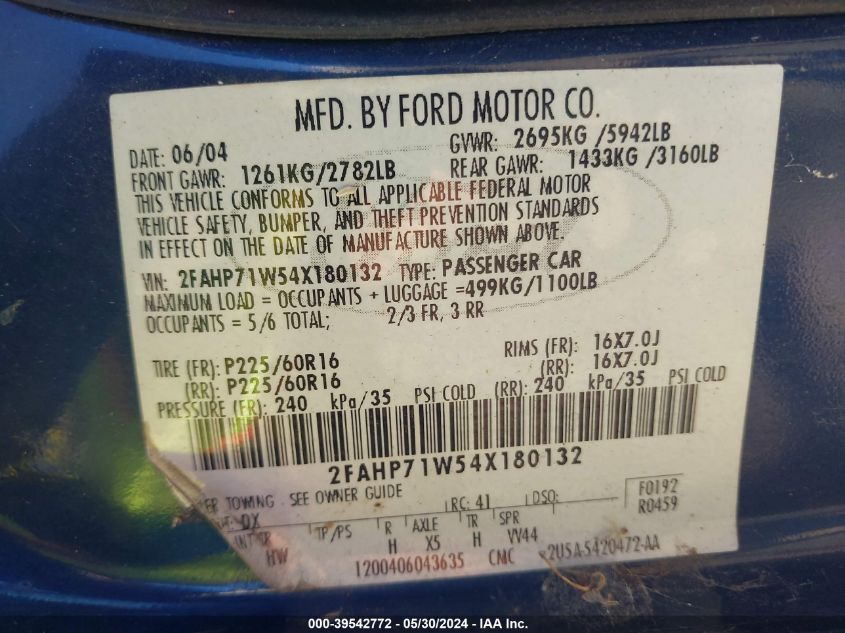 MFD. BY FORD MOTOR CO.
DATE: 06/04 GVWR: 2695KG /5942LB
FRONT GAWR: 1261KG/2782LB REAR GAWR: 1433KG /3160LB
THIS VEHICLE CONFORMS TO ALL APPLICABLE FEDERAL MOTOR
VEHICLE SAFETY, BUMPER, AND THEFT PREVENTION STANDARDS
IN EFFECT ON THE DATE OF MANUFACTURE SHOWN ABOVE.
VIN: 2FAHP71W54X180132 TYPE: PASSENGER CAR
MAXIMUM LOAD = OCCUPANTS + LUGGAGE =499KG/1100LB
OCCUPANTS = 5/6 TOTAL; 2/3 FR, 3 RR
TIRE (FR): P225/60R16 RIMS (FR): 16X7.0J
(RR): P225/60R16 (RR): 16X7.0J
PRESSURE (FR): 240 kPa/35 PSI COLD (RR): 240 kPa/35 PSI COLD
2FAHP71W54X180132
TOWING . SEE OWNER GUIDE
RC: 41 DSO: F0192
DX R0459
INT TR TP/PS R AXLE TR SPR
HW H X5 H VV44
1200406043635 CMC 2USA-5420472-AA
000-39542772 - 05/30/2024 - IAA Inc.